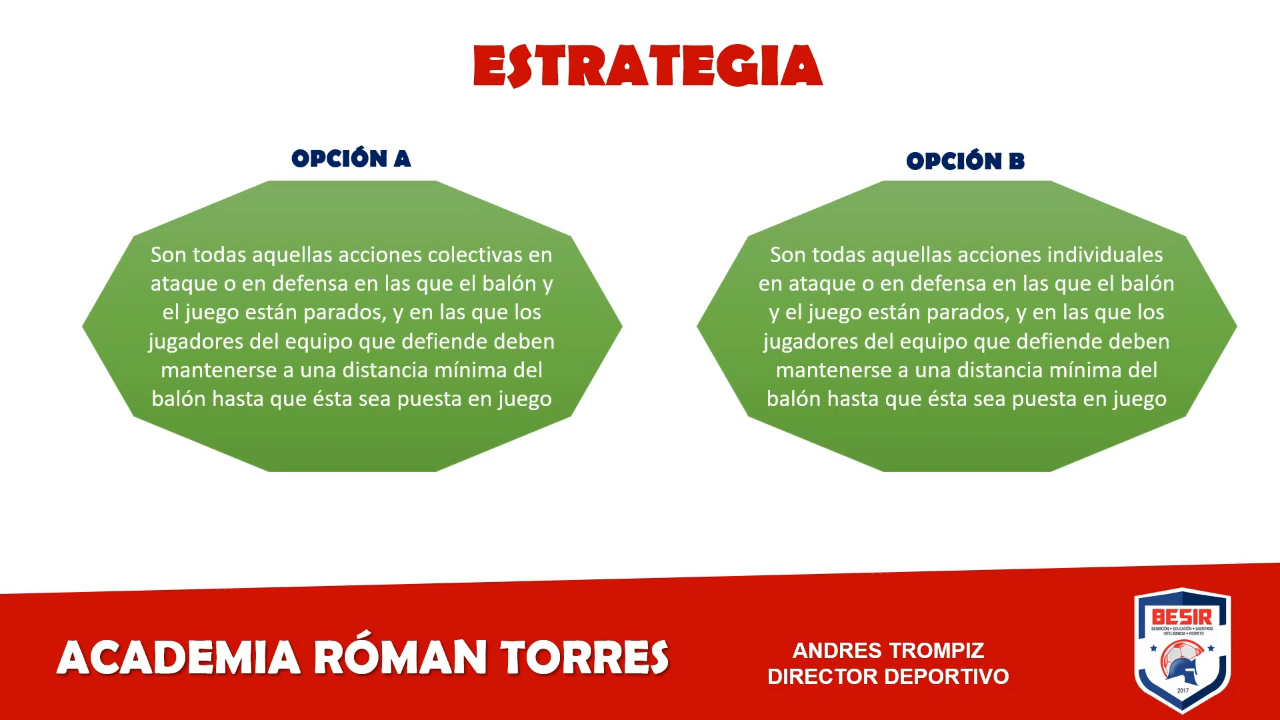 ESTRATEGIA
OPCIÓN A
Son todas aquellas acciones colectivas en
ataque o en defensa en las que el balón y
el juego están parados, y en las que los
jugadores del equipo que defiende deben
mantenerse a una distancia mínima del
balón hasta que ésta sea puesta en juego
OPCIÓN B
Son todas aquellas acciones individuales
en ataque o en defensa en las que el balón
y el juego están parados, y en las que los
jugadores del equipo que defiende deben
mantenerse a una distancia mínima del
balón hasta que ésta sea puesta en juego
ACADEMIA RÓMAN TORRES
ANDRES TROMPIZ
DIRECTOR DEPORTIVO
BESIR
2017